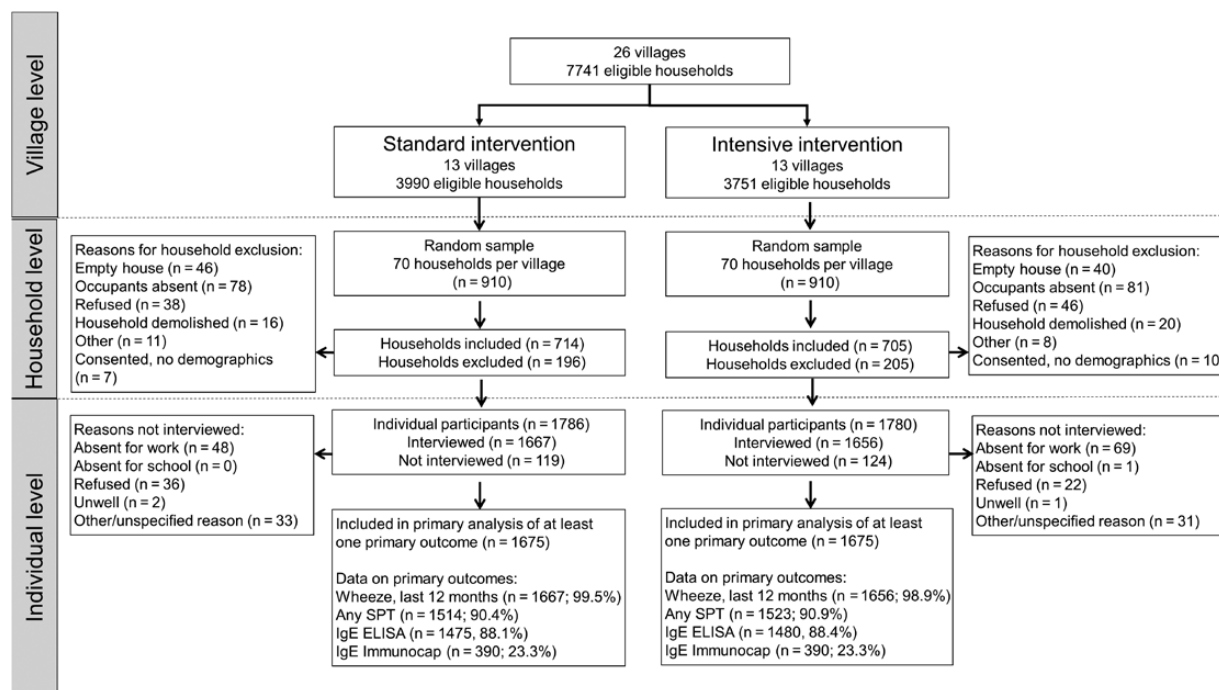 Village level
26 villages
7741 eligible households
Standard intervention
13 villages
3990 eligible households
Intensive intervention
13 villages
3751 eligible households
Household level
Reasons for household exclusion:
Empty house (n = 46)
Occupants absent (n = 78)
Refused (n = 38)
Household demolished (n = 16)
Other (n = 11)
Consented, no demographics
(n = 7)
Random sample
70 households per village
(n = 910)
Households included (n = 714)
Households excluded (n = 196)
Random sample
70 households per village
(n = 910)
Households included (n = 705)
Households excluded (n = 205)
Reasons for household exclusion:
Empty house (n = 40)
Occupants absent (n = 81)
Refused (n = 46)
Household demolished (n = 20)
Other (n = 8)
Consented, no demographics (n = 10
Individual level
Reasons not interviewed:
Absent for work (n = 48)
Absent for school (n = 0)
Refused (n = 36)
Unwell (n = 2)
Other/unspecified reason (n = 33)
Individual participants (n = 1786)
Interviewed (n = 1667)
Not interviewed (n = 119)
Included in primary analysis of at least
one primary outcome (n = 1675)
Data on primary outcomes:
Wheeze, last 12 months (n = 1667; 99.5%)
Any SPT (n = 1514; 90.4%)
IgE ELISA (n = 1475, 88.1%)
IgE Immunocap (n = 390; 23.3%)
Individual participants (n = 1780)
Interviewed (n = 1656)
Not interviewed (n = 124)
Included in primary analysis of at least
one primary outcome (n = 1675)
Data on primary outcomes:
Wheeze, last 12 months (n = 1656; 98.9%)
Any SPT (n = 1523; 90.9%)
IgE ELISA (n = 1480, 88.4%)
IgE Immunocap (n = 390; 23.3%)
Reasons not interviewed:
Absent for work (n = 69)
Absent for school (n = 1)
Refused (n = 22)
Unwell (n = 1)
Other/unspecified reason (n = 31)